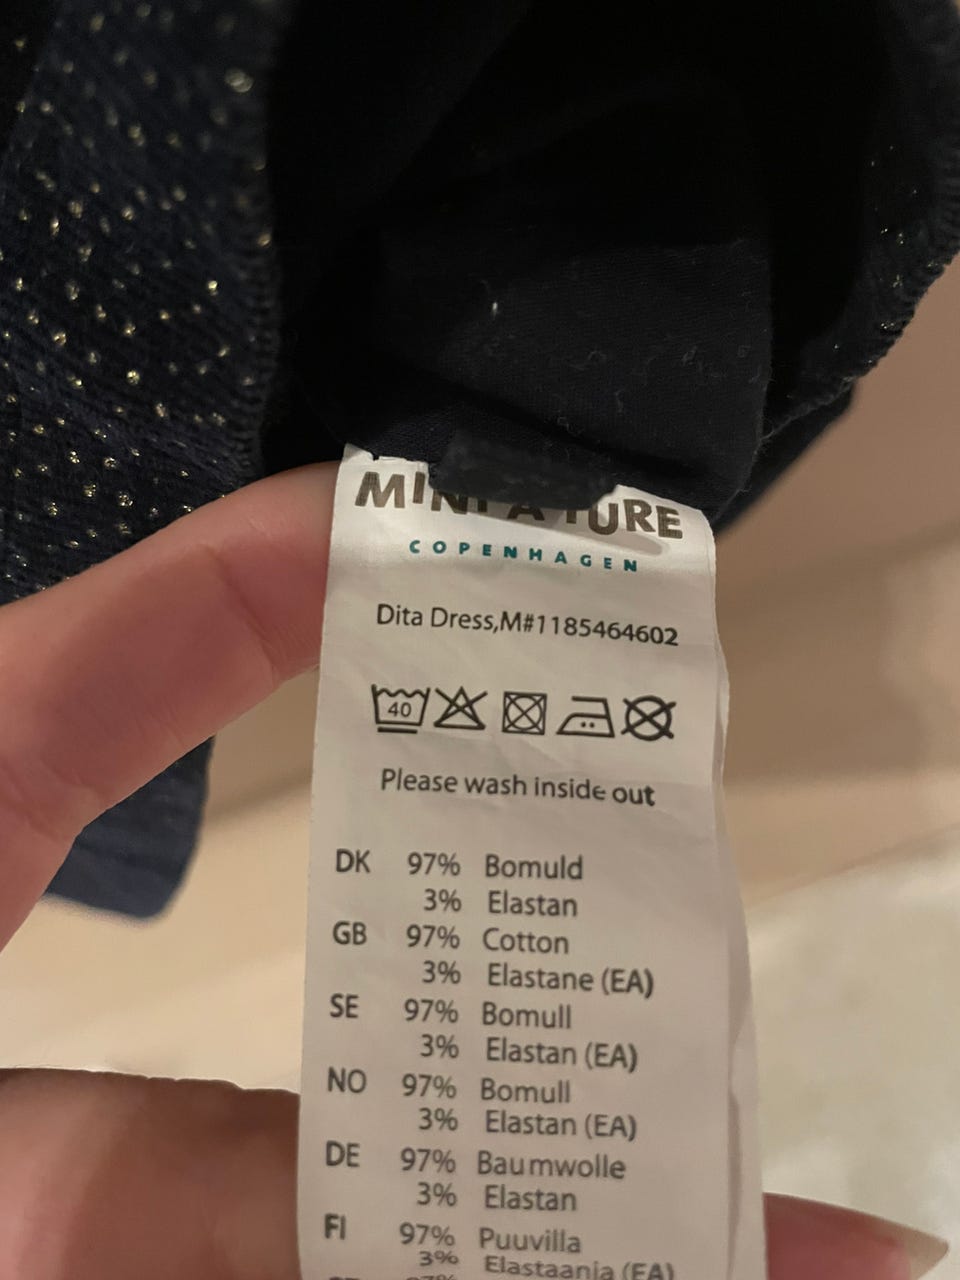 COPENHAGEN
Dita Dress,M#1185464602
40
Please wash inside out
DK 97% Bomuld
3% Elastan
GB 97% Cotton
3% Elastane (EA)
SE 97% Bomull
3% Elastan (EA)
NO 97% Bomull
3% Elastan (EA)
DE 97% Baumwolle
3% Elastan
FI 97% Puuvilla
3% Elastaania (EA)